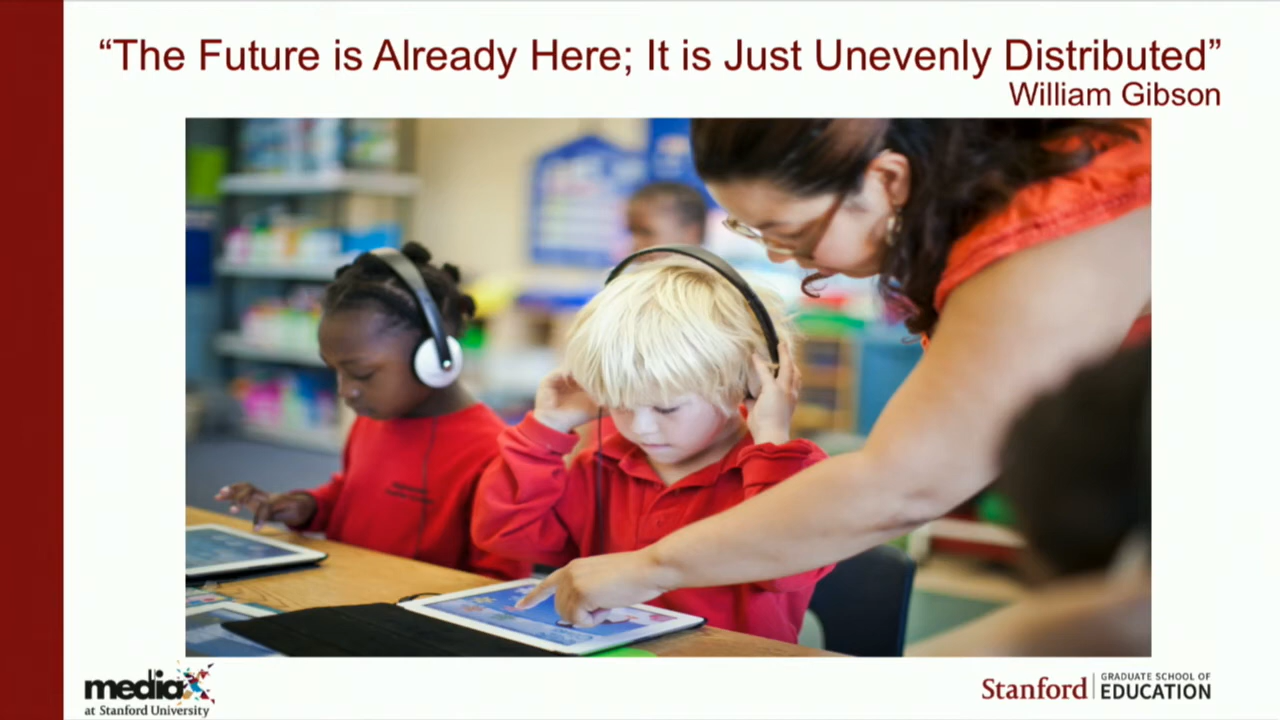 “The Future is Already Here; It is Just Unevenly Distributed”
William Gibson
mediaX
at Stanford University
Stanford
GRADUATE SCHOOL OF
EDUCATION